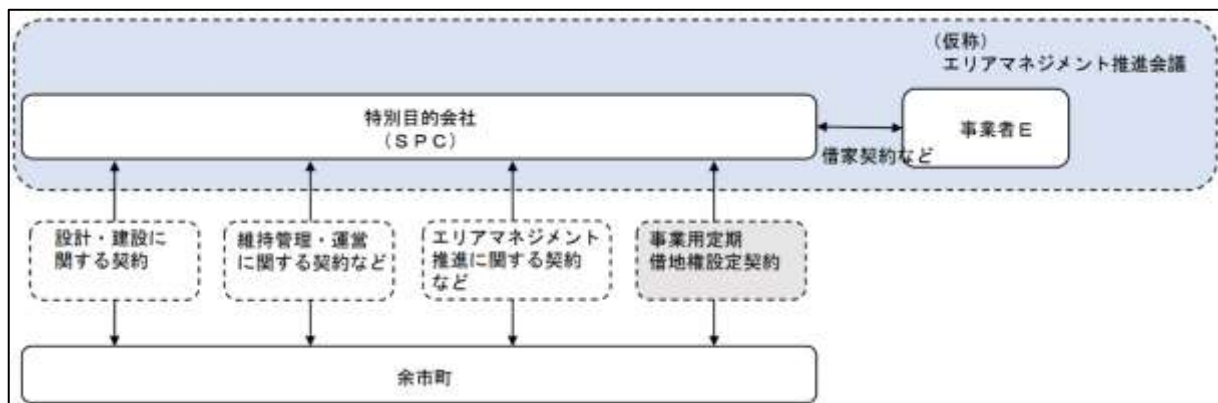 （仮称）
エリアマネジメント推進会議
特別目的会社
（ＳＰＣ）
事業者Ｅ
借家契約など
設計・建設に
関する契約
維持管理・運営
に関する契約など
エリアマネジメント
推進に関する契約
など
事業用定期
借地権設定契約
余市町